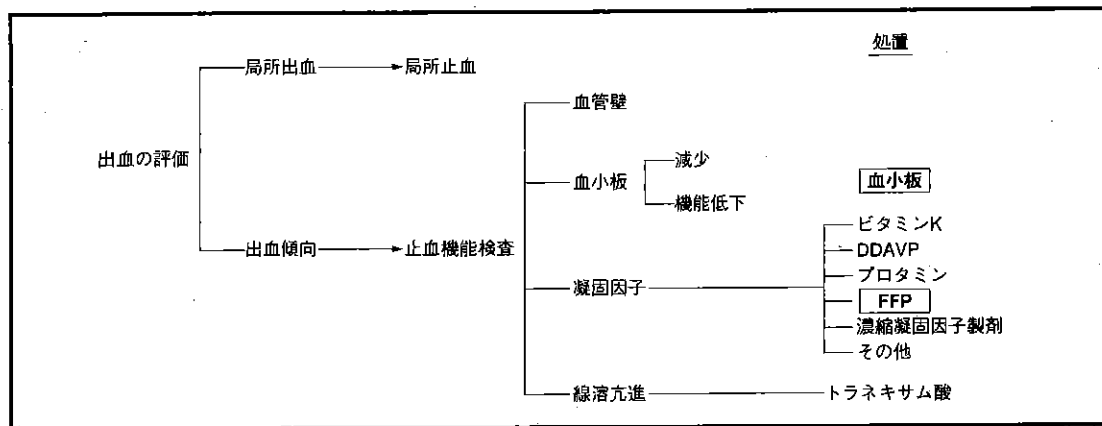 処置
局所出血
局所止血
血管壁
出血の評価
減少
血小板
血小板
機能低下
出血傾向
止血機能検査
ビタミンK
DDAVP
プロタミン
凝固因子
FFP
濃縮凝固因子製剤
その他
線溶亢進
トラネキサム酸